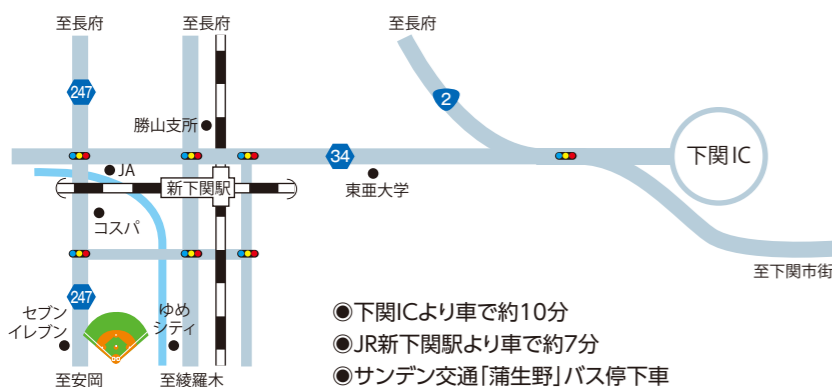 至長府
至長府
至長府
247
2
勝山支所
34
下関IC
JA
新下関駅
東亜大学
コスパ
至下関市街
247
セブン
イレブン
ゆめ
シティ
◉下関ICより車で約10分
◉JR新下関駅より車で約7分
◉サンデン交通「蒲生野」バス停下車
至安岡
至綾羅木